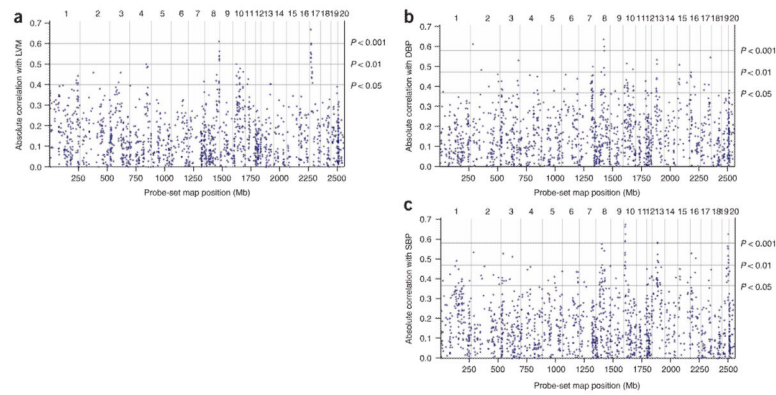 a
1 2 3 4 5 6 7 8 9 10 11 12 13 14 15 16 17 18 19 20
Absolute correlation with LVM
0.7
0.6
0.5
0.4
0.3
0.2
0.1
0.0
P < 0.001
P < 0.01
P < 0.05
250 500 750 1000 1250 1500 1750 2000 2250 2500
Probe-set map position (Mb)
b
1 2 3 4 5 6 7 8 9 10 11 12 13 14 15 16 17 18 19 20
Absolute correlation with DBP
0.7
0.6
0.5
0.4
0.3
0.2
0.1
0.0
P < 0.001
P < 0.01
P < 0.05
250 500 750 1000 1250 1500 1750 2000 2250 2500
Probe-set map position (Mb)
c
1 2 3 4 5 6 7 8 9 10 11 12 13 14 15 16 17 18 19 20
Absolute correlation with SBP
0.7
0.6
0.5
0.4
0.3
0.2
0.1
0.0
P < 0.001
P < 0.01
P < 0.05
250 500 750 1000 1250 1500 1750 2000 2250 2500
Probe-set map position (Mb)